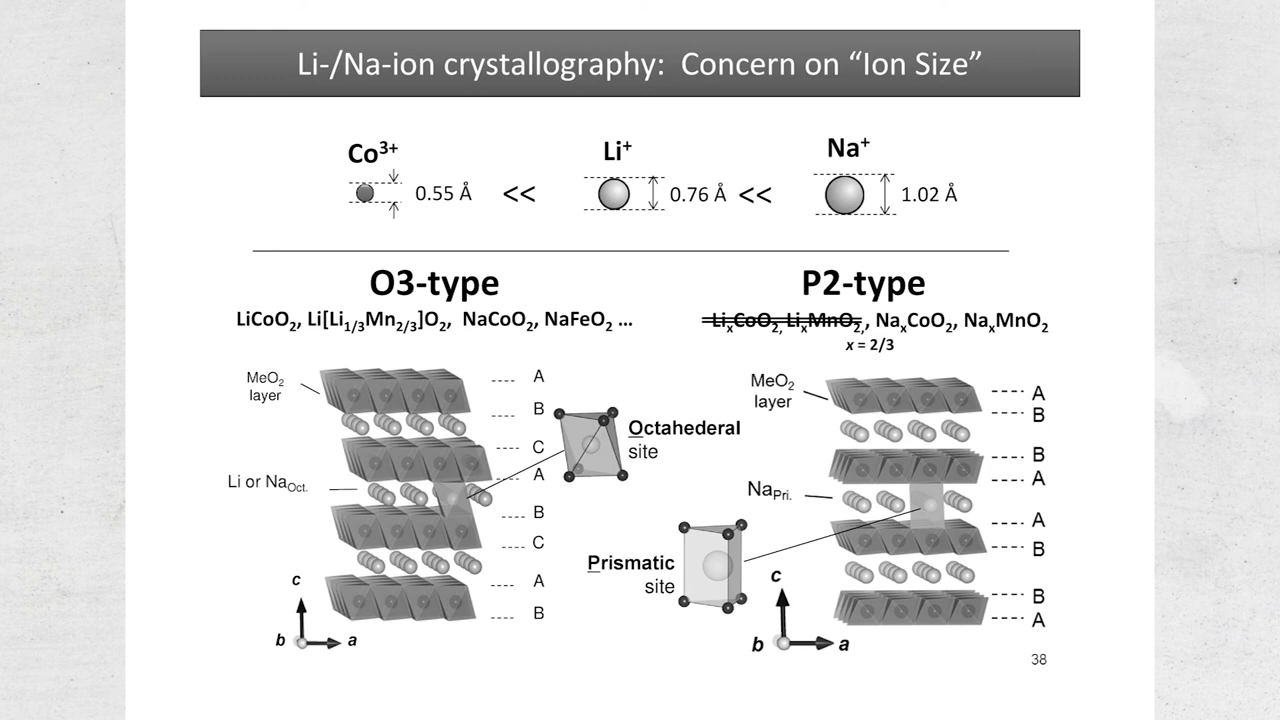 Li-/Na-ion crystallography: Concern on “Ion Size”
Co3+
Li+
Na+
0.55 Å
<<
0.76 Å
<<
1.02 Å
O3-type
LiCoO2, Li[Li1/3Mn2/3]O2, NaCoO2, NaFeO2 ...
MeO2
layer
A
B
C
A
B
C
A
B
Octahederal
site
Li or NaOct.
c
b
a
P2-type
LixCoO2, LixMnO2,, NaxCoO2, NaxMnO2
x = 2/3
MeO2
layer
A
B
B
A
A
B
B
A
NaPri.
Prismatic
site
c
b
a
38